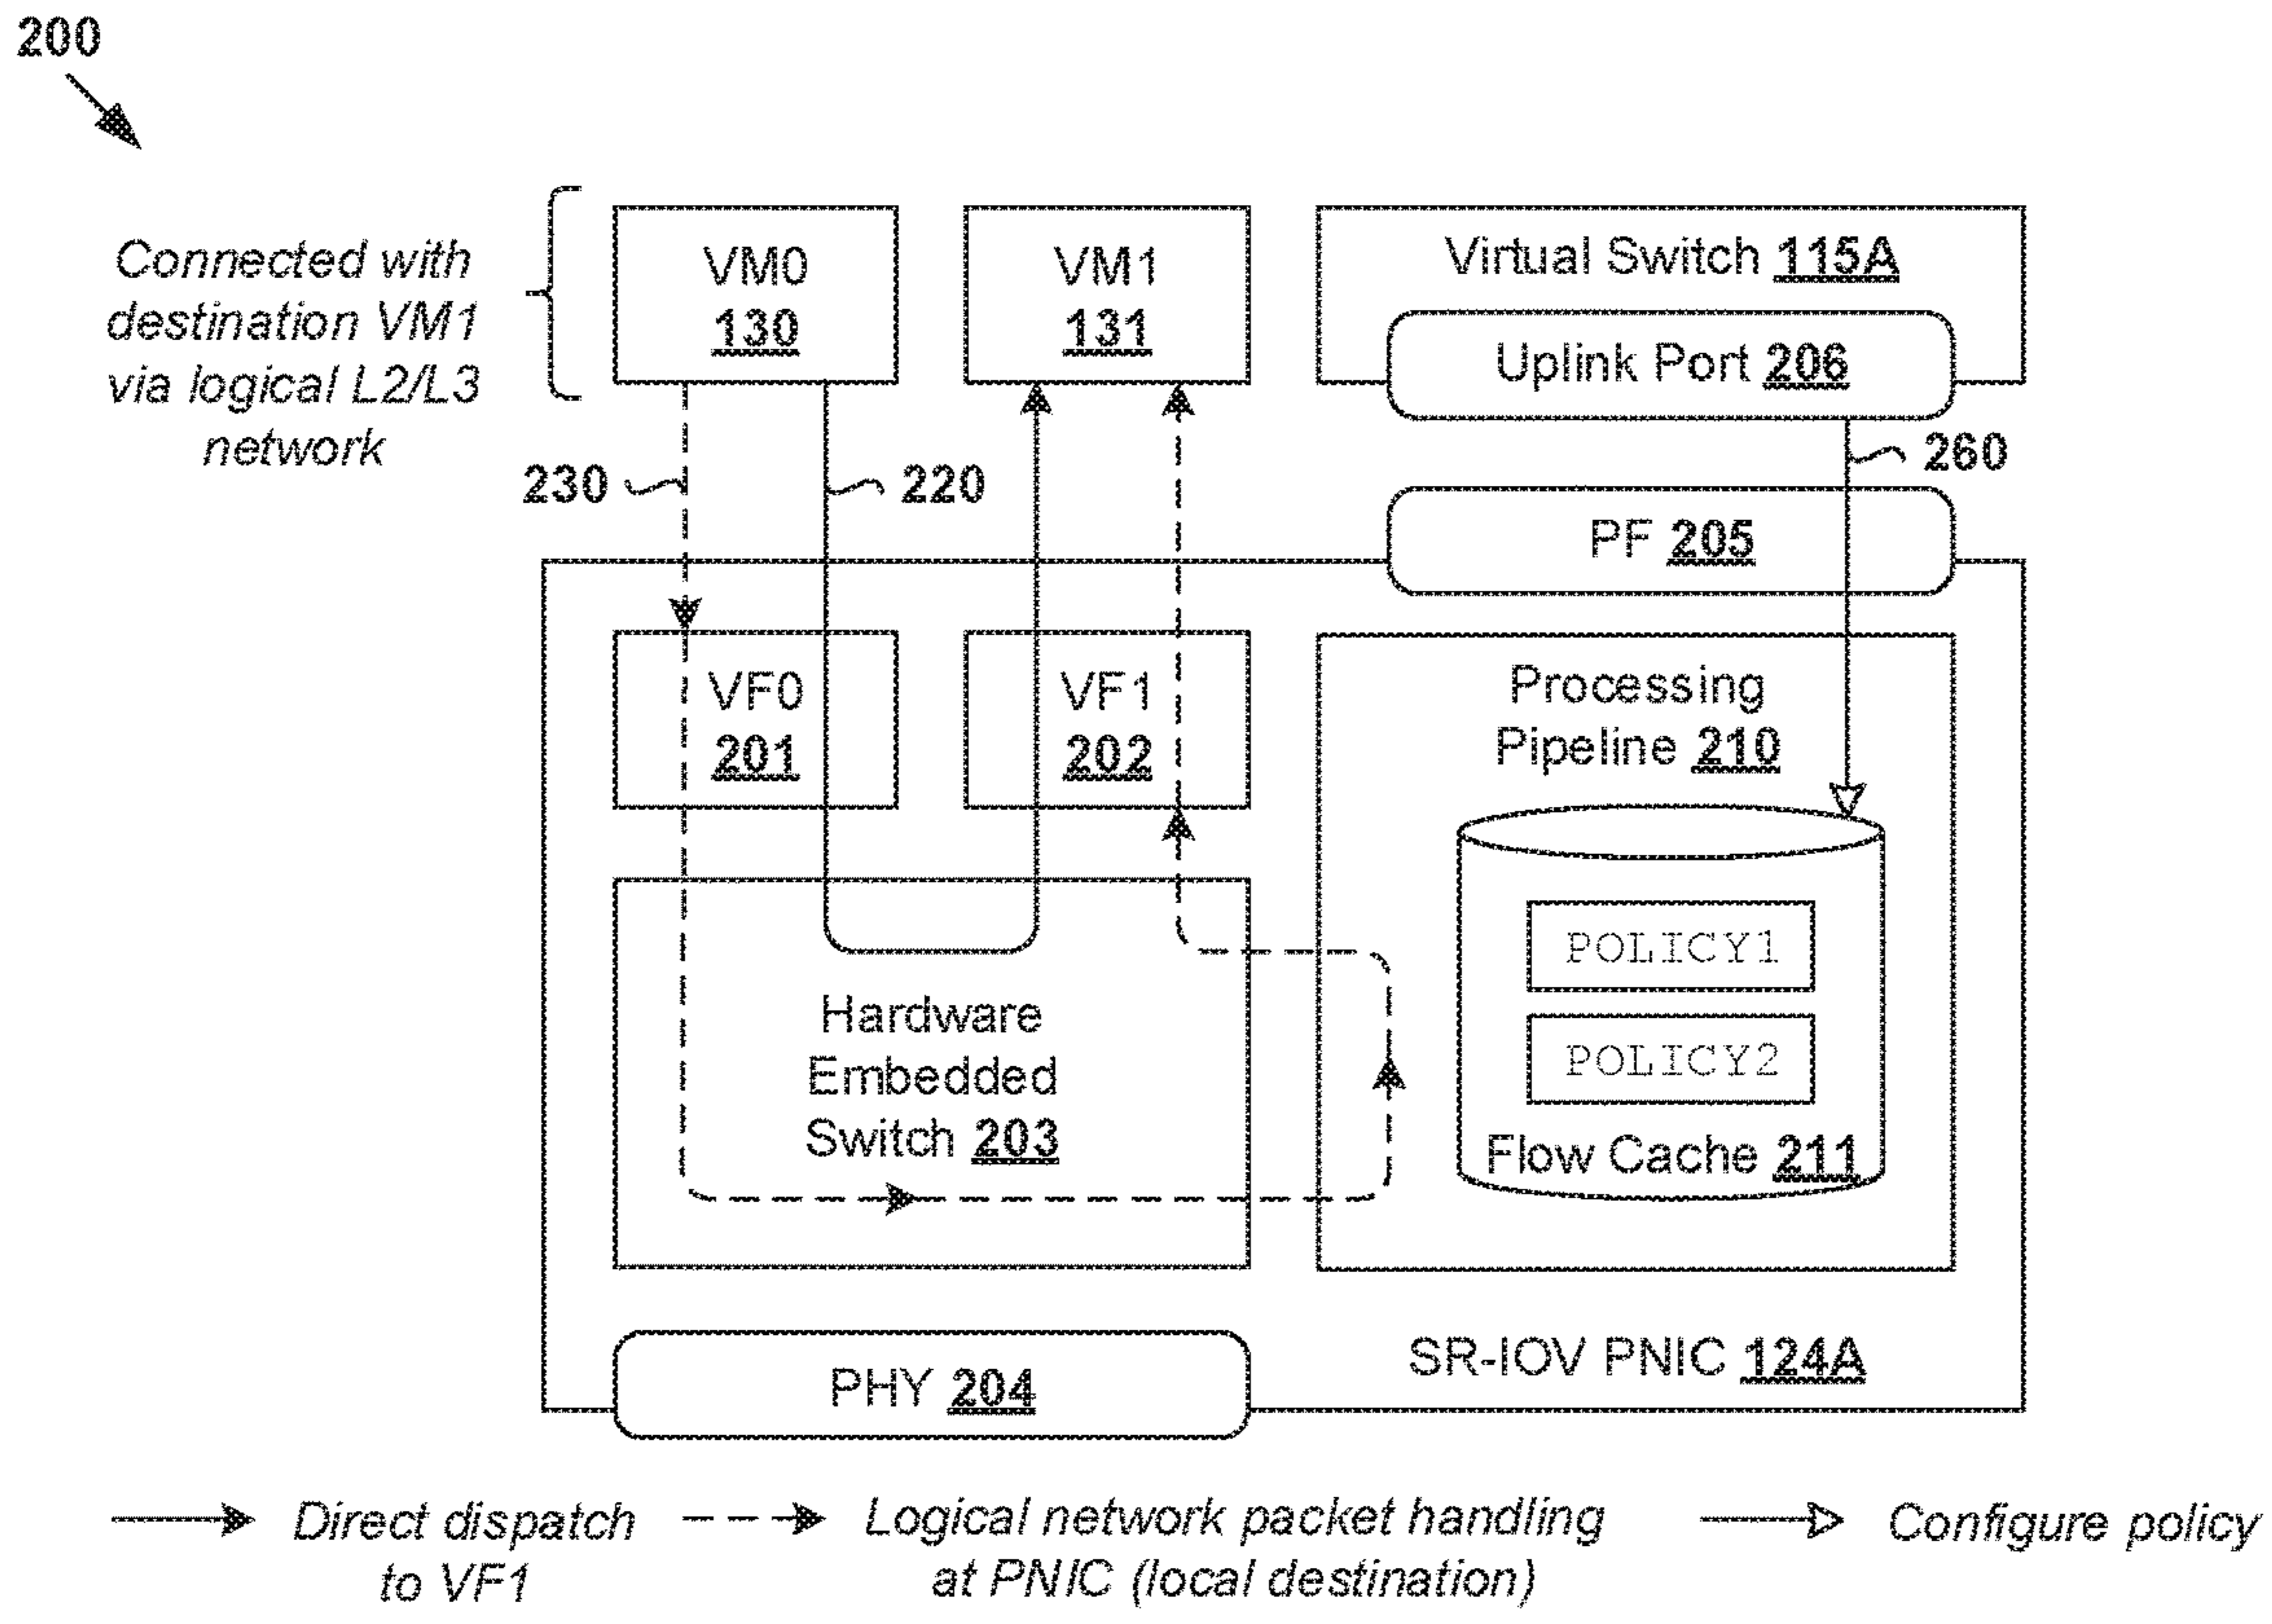 200
Connected with
destination VM1
via logical L2/L3
network
VM0
130
VM1
131
Virtual Switch 115A
Uplink Port 206
230
220
260
PF 205
VF0
201
VF1
202
Processing
Pipeline 210
POLICY1
POLICY2
Flow Cache 211
Hardware
Embedded
Switch 203
PHY 204
SR-IOV PNIC 124A
Direct dispatch
to VF1
Logical network packet handling
at PNIC (local destination)
Configure policy